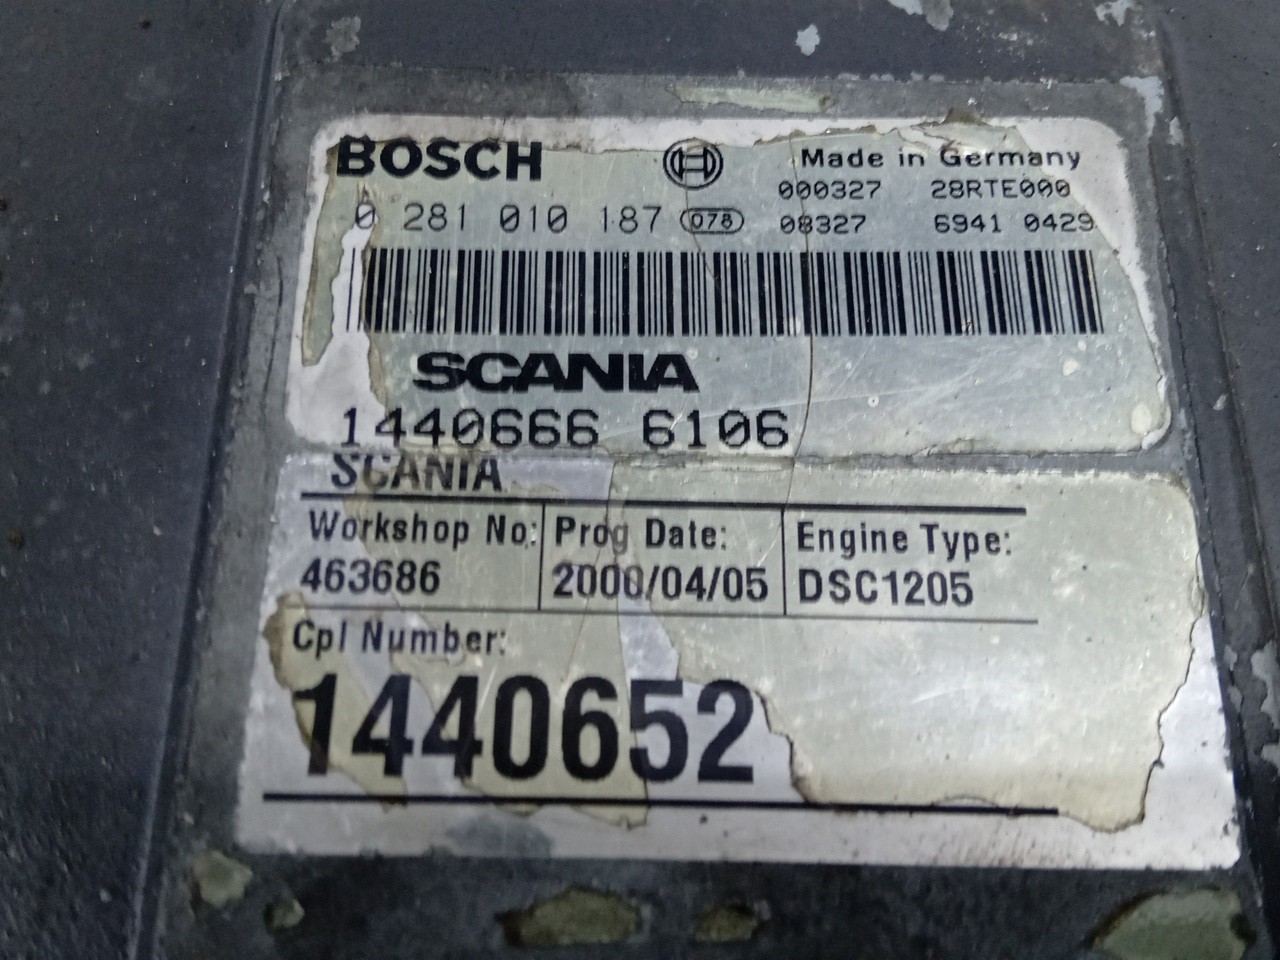 BOSCH Made in Germany
000327 28RTE000
0 281 010 187 078 08327 6941 0429
SCANIA
1440666 6106
SCANIA
Workshop No: Prog Date: Engine Type:
463686 2000/04/05 DSC1205
Cpl Number:
1440652